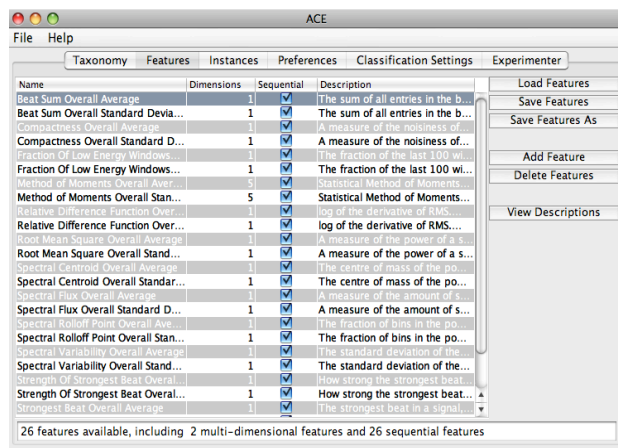 ACE
File Help
Taxonomy Features Instances Preferences Classification Settings Experimenter
Name Dimensions Sequential Description
Beat Sum Overall Average 1 The sum of all entries in the b...
Beat Sum Overall Standard Devia... 1 The sum of all entries in the b...
Compactness Overall Average 1 A measure of the noisiness of...
Compactness Overall Standard D... 1 A measure of the noisiness of...
Fraction Of Low Energy Windows... 1 The fraction of the last 100 wi...
Fraction Of Low Energy Windows... 1 The fraction of the last 100 wi...
Method of Moments Overall Aver... 5 Statistical Method of Moments...
Method of Moments Overall Stan... 5 Statistical Method of Moments...
Relative Difference Function Over... 1 log of the derivative of RMS....
Relative Difference Function Over... 1 log of the derivative of RMS....
Root Mean Square Overall Average 1 A measure of the power of a s...
Root Mean Square Overall Stand... 1 A measure of the power of a s...
Spectral Centroid Overall Average 1 The centre of mass of the po...
Spectral Centroid Overall Standar... 1 The centre of mass of the po...
Spectral Flux Overall Average 1 A measure of the amount of s...
Spectral Flux Overall Standard D... 1 A measure of the amount of s...
Spectral Rolloff Point Overall Ave... 1 The fraction of bins in the po...
Spectral Rolloff Point Overall Stan... 1 The fraction of bins in the po...
Spectral Variability Overall Average 1 The standard deviation of the...
Spectral Variability Overall Stand... 1 The standard deviation of the...
Strength Of Strongest Beat Overal... 1 How strong the strongest beat...
Strength Of Strongest Beat Overal... 1 How strong the strongest beat...
Strongest Beat Overall Average 1 The strongest beat in a signal,...
Load Features
Save Features
Save Features As
Add Feature
Delete Features
View Descriptions
26 features available, including 2 multi-dimensional features and 26 sequential features